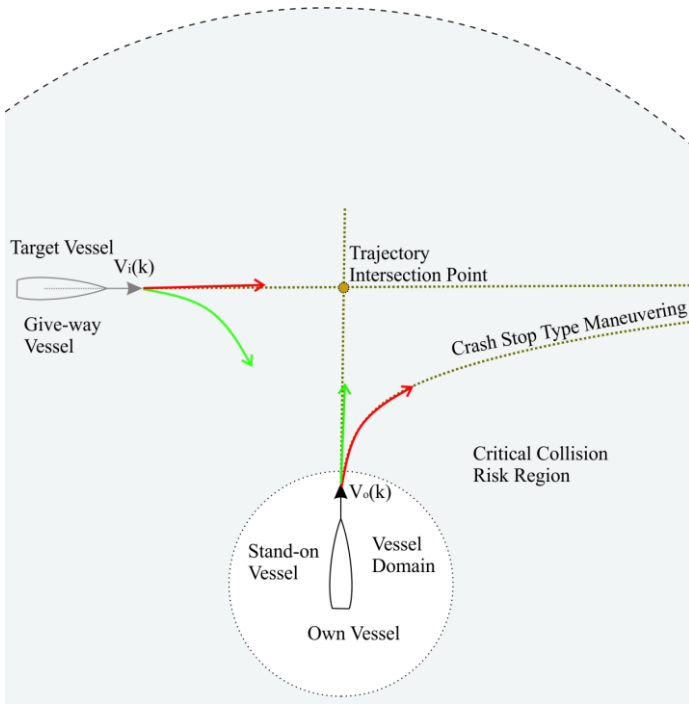 Target Vessel
Vi(k)
Give-way
Vessel
Trajectory
Intersection Point
Crash Stop Type Maneuvering
Critical Collision
Risk Region
Vo(k)
Stand-on
Vessel
Vessel
Domain
Own Vessel